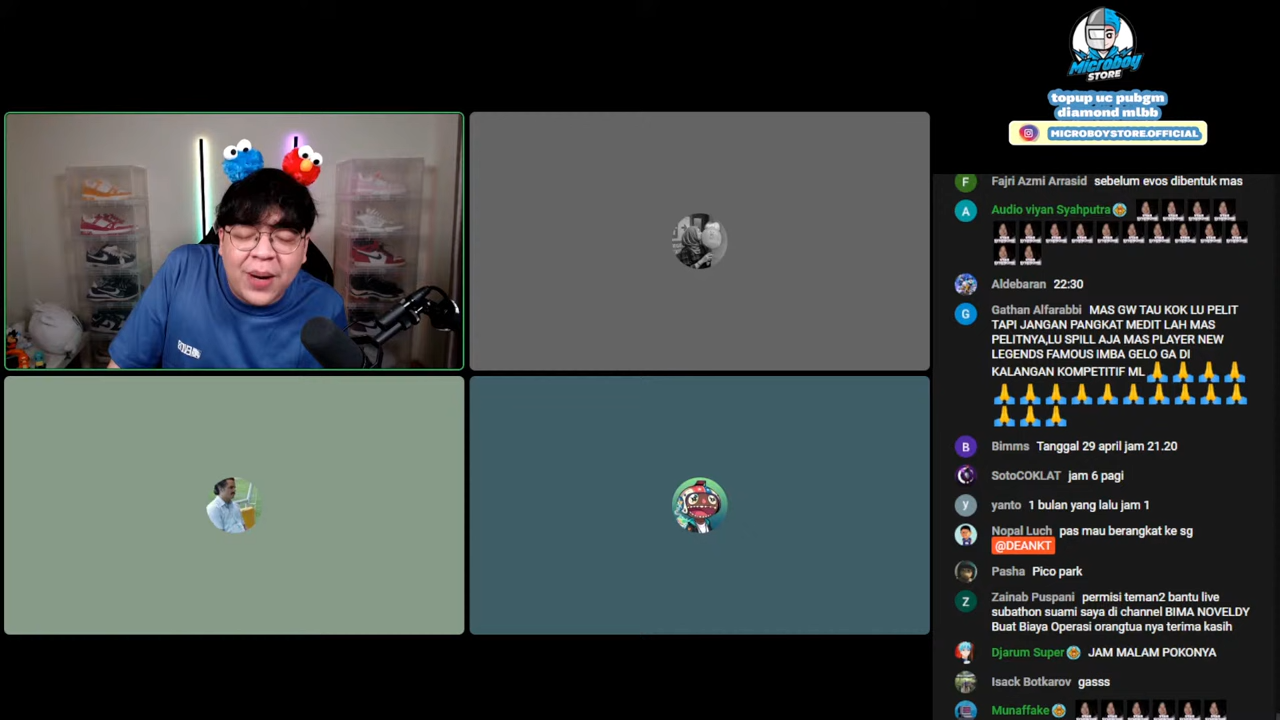 MICROBOY
STORE
topup uc pubgm
diamond mlbb
MICROBOYSTORE.OFFICIAL
F Fajri Azmi Arrasid sebelum evos dibentuk mas
A Audio viyan Syahputra
Aldebaran 22:30
G Gathan Alfarabbi MAS GW TAU KOK LU PELIT
TAPI JANGAN PANGKAT MEDIT LAH MAS
PELITNYA,LU SPILL AJA MAS PLAYER NEW
LEGENDS FAMOUS IMBA GELO GA DI
KALANGAN KOMPETITIF ML 🙏🙏🙏🙏
🙏🙏🙏🙏🙏🙏🙏🙏🙏🙏
🙏🙏🙏
B Bimms Tanggal 29 april jam 21.20
SotoCOKLAT jam 6 pagi
y yanto 1 bulan yang lalu jam 1
Nopal Luch pas mau berangkat ke sg
@DEANKT
Pasha Pico park
Z Zainab Puspani permisi teman2 bantu live
subathon suami saya di channel BIMA NOVELDY
Buat Biaya Operasi orangtua nya terima kasih
Djarum Super JAM MALAM POKONYA
Isack Botkarov gasss
Munaffake